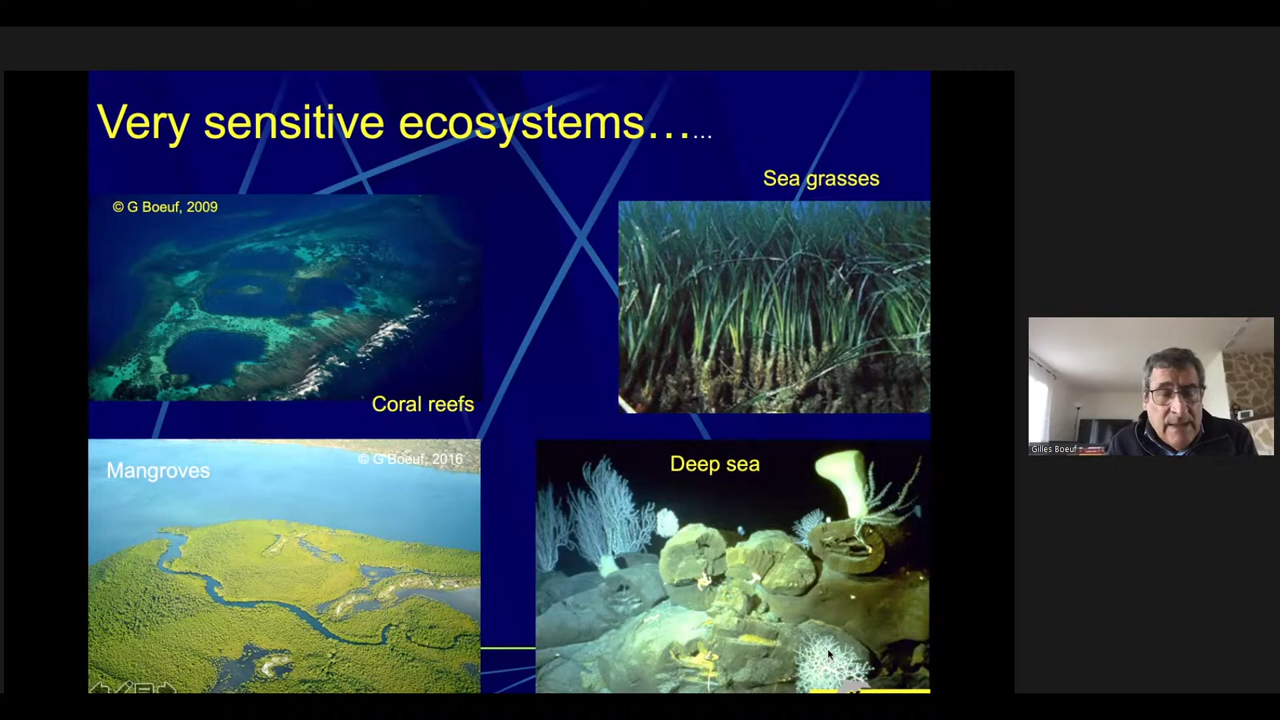 Very sensitive ecosystems……
Sea grasses
© G Boeuf, 2009
Coral reefs
Mangroves
© G Boeuf, 2016
Deep sea
Gilles Boeuf